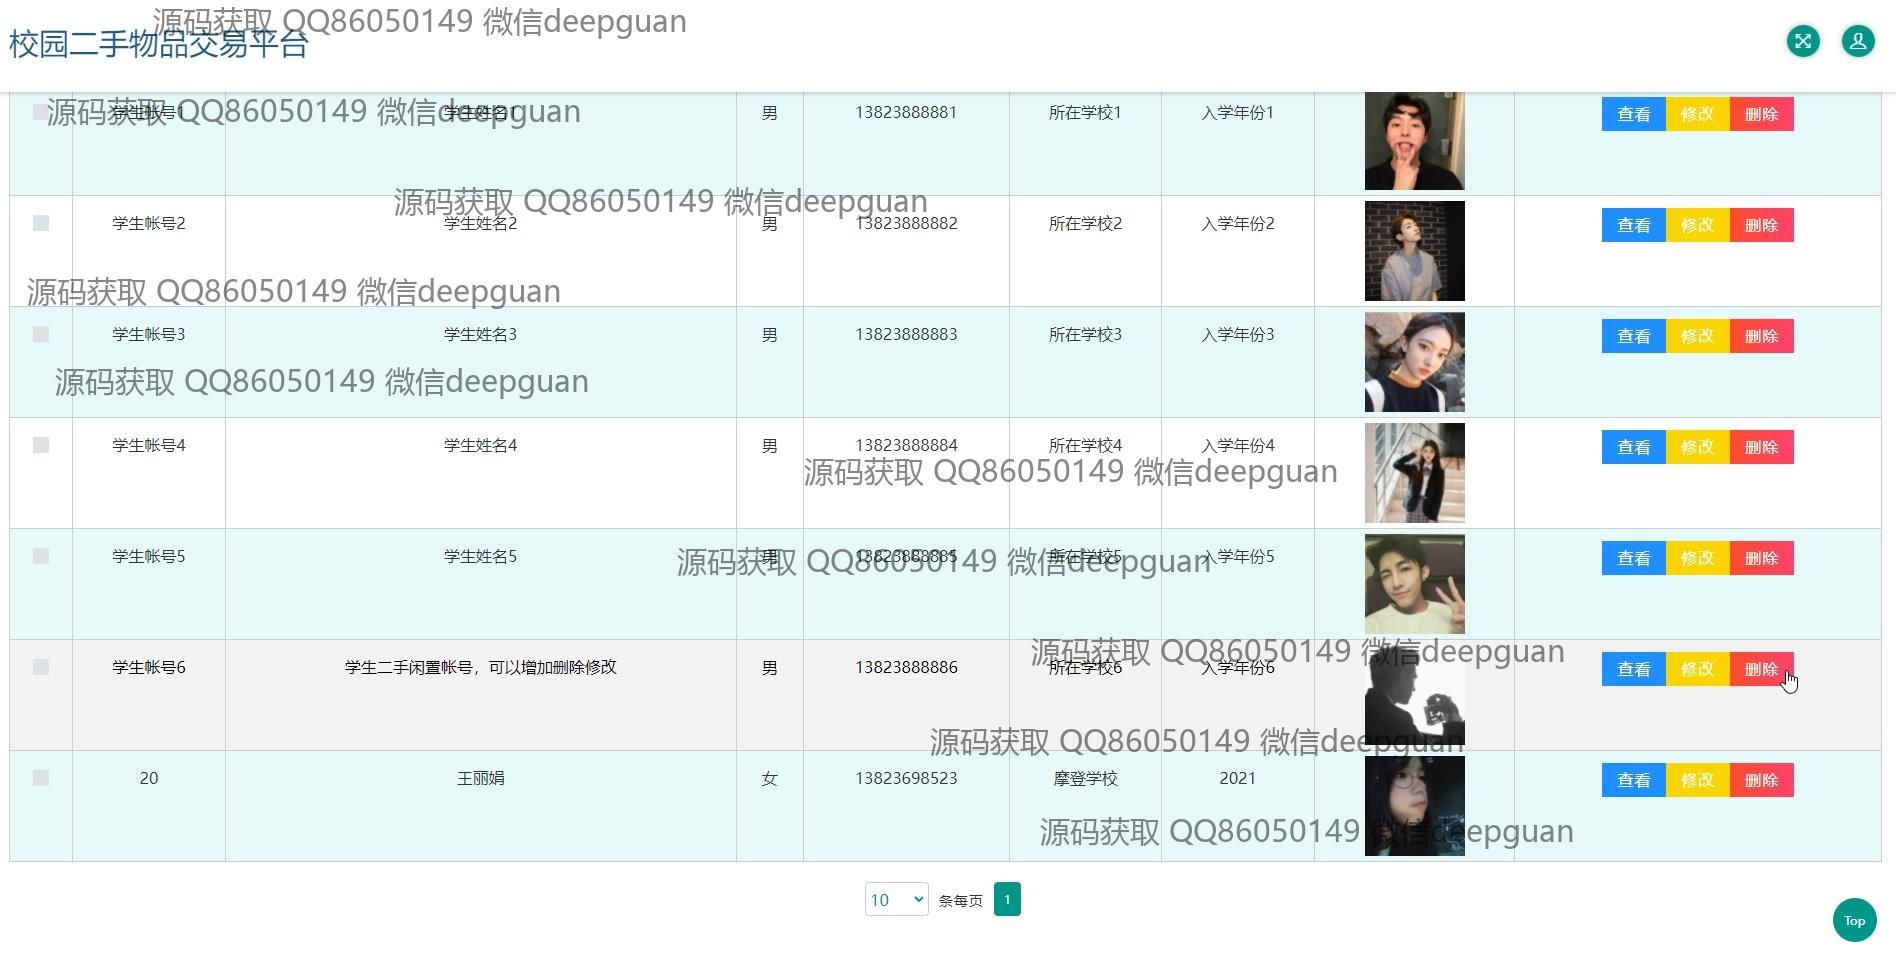 源码获取 QQ86050149 微信deepguan
校园二手物品交易平台
学生帐号1 学生姓名1 男 13823888881 所在学校1 入学年份1 查看 修改 删除
源码获取 QQ86050149 微信deepguan
源码获取 QQ86050149 微信deepguan
学生帐号2 学生姓名2 男 13823888882 所在学校2 入学年份2 查看 修改 删除
源码获取 QQ86050149 微信deepguan
学生帐号3 学生姓名3 男 13823888883 所在学校3 入学年份3 查看 修改 删除
源码获取 QQ86050149 微信deepguan
学生帐号4 学生姓名4 男 13823888884 所在学校4 入学年份4 查看 修改 删除
源码获取 QQ86050149 微信deepguan
学生帐号5 学生姓名5 男 13823888885 所在学校5 入学年份5 查看 修改 删除
源码获取 QQ86050149 微信deepguan
源码获取 QQ86050149 微信deepguan
学生帐号6 学生二手闲置帐号，可以增加删除修改 男 13823888886 所在学校6 入学年份6 查看 修改 删除
源码获取 QQ86050149 微信deepguan
20 王丽娟 女 13823698523 摩登学校 2021 查看 修改 删除
源码获取 QQ86050149 微信deepguan
10 条每页 1
Top